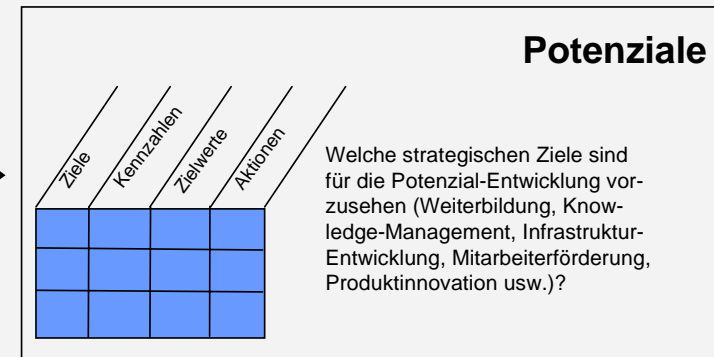 Potenziale
Ziele
Kennzahlen
Zielwerte
Aktionen
Welche strategischen Ziele sind
für die Potenzial-Entwicklung vor-
zusehen (Weiterbildung, Know-
ledge-Management, Infrastruktur-
Entwicklung, Mitarbeiterförderung,
Produktinnovation usw.)?